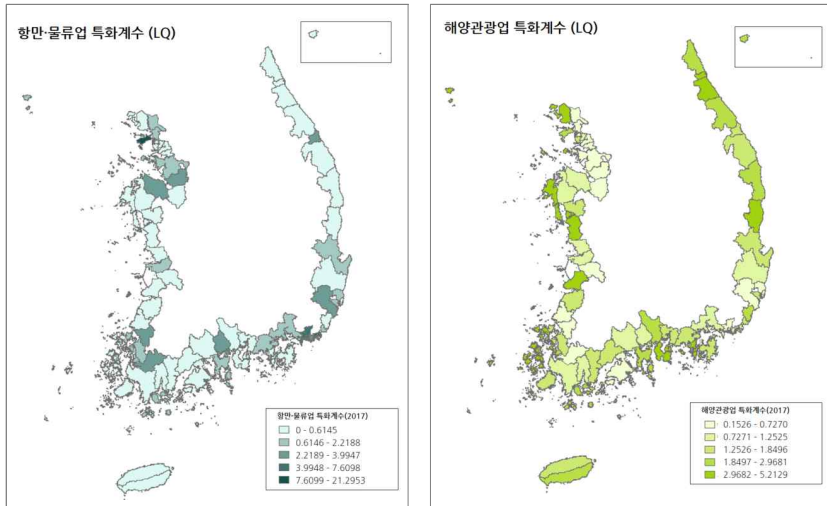 항만·물류업 특화계수 (LQ)
항만·물류업 특화계수(2017)
0 - 0.6145
0.6146 - 2.2188
2.2189 - 3.9947
3.9948 - 7.6098
7.6099 - 21.2953
해양관광업 특화계수 (LQ)
해양관광업 특화계수(2017)
0.1526 - 0.7270
0.7271 - 1.2525
1.2526 - 1.8496
1.8497 - 2.9681
2.9682 - 5.2129